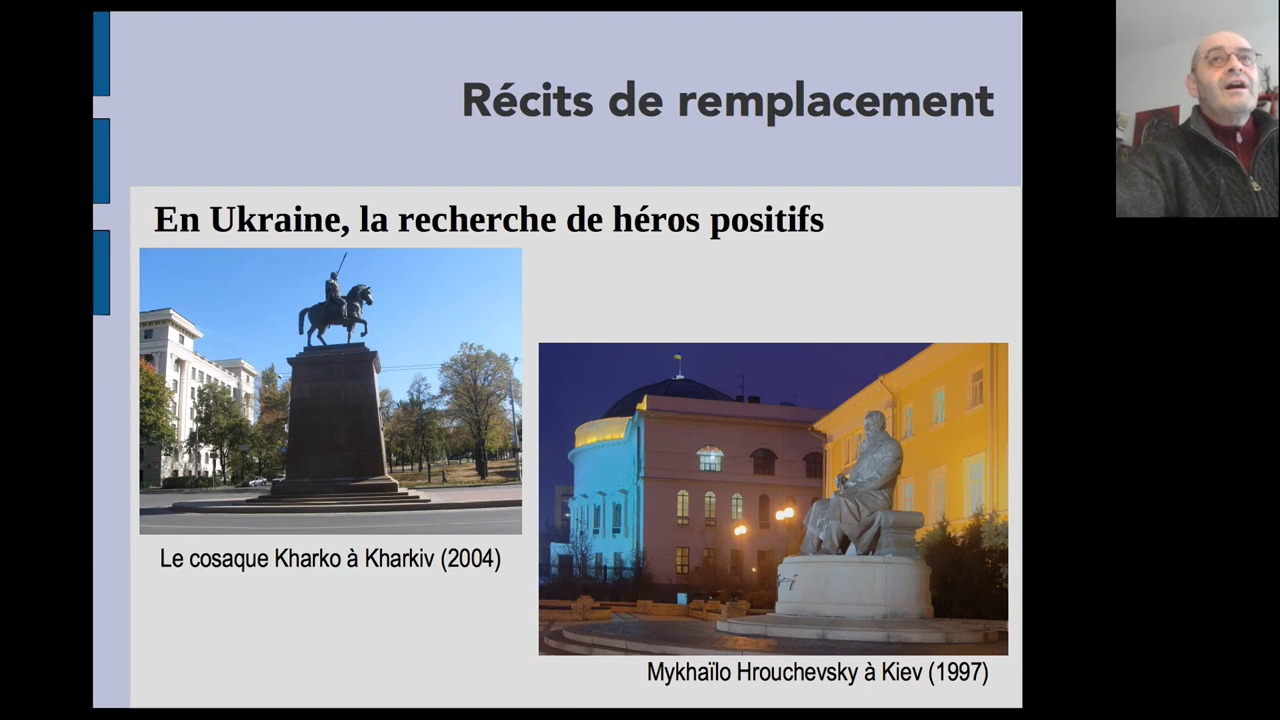 Récits de remplacement
En Ukraine, la recherche de héros positifs
Le cosaque Kharko à Kharkiv (2004)
Mykhaïlo Hrouchevsky à Kiev (1997)